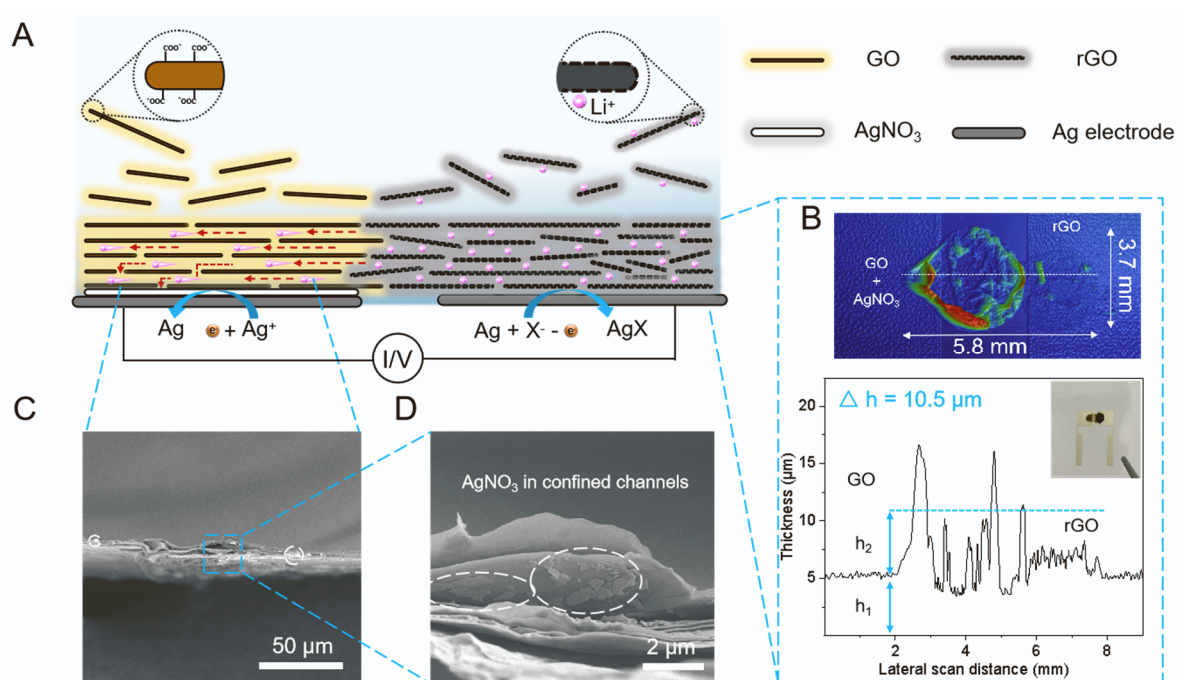 A
COO⁻ COO⁻
⁻OOC ⁻OOC
Li⁺
GO
rGO
AgNO₃
Ag electrode
Ag e + Ag⁺
Ag + X⁻ - e AgX
I/V
B
rGO
GO
+
AgNO₃
3.7 mm
5.8 mm
△ h = 10.5 µm
GO
rGO
h₂
h₁
Thickness (µm)
20
15
10
5
2 4 6 8
Lateral scan distance (mm)
C
50 µm
D
AgNO₃ in confined channels
2 µm